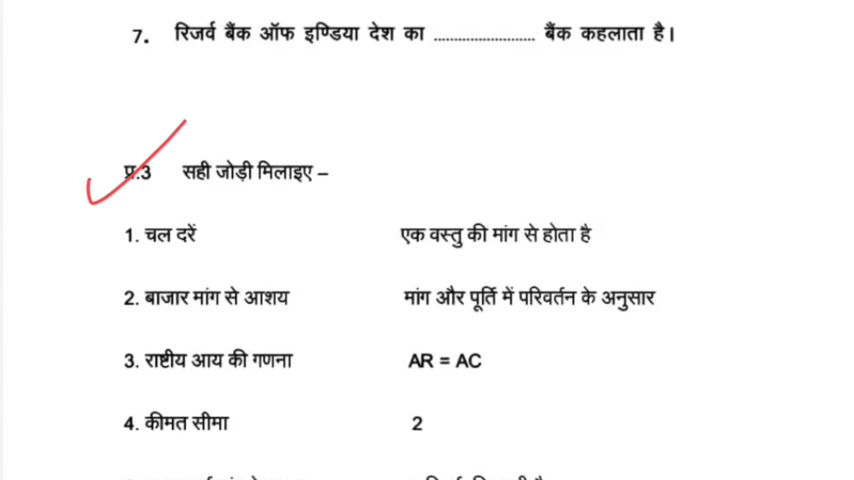 7. रिजर्व बैंक ऑफ इण्डिया देश का ......................... बैंक कहलाता है।
प्र.3 सही जोड़ी मिलाइए –
1. चल दरें एक वस्तु की मांग से होता है
2. बाजार मांग से आशय मांग और पूर्ति में परिवर्तन के अनुसार
3. राष्टीय आय की गणना AR = AC
4. कीमत सीमा 2